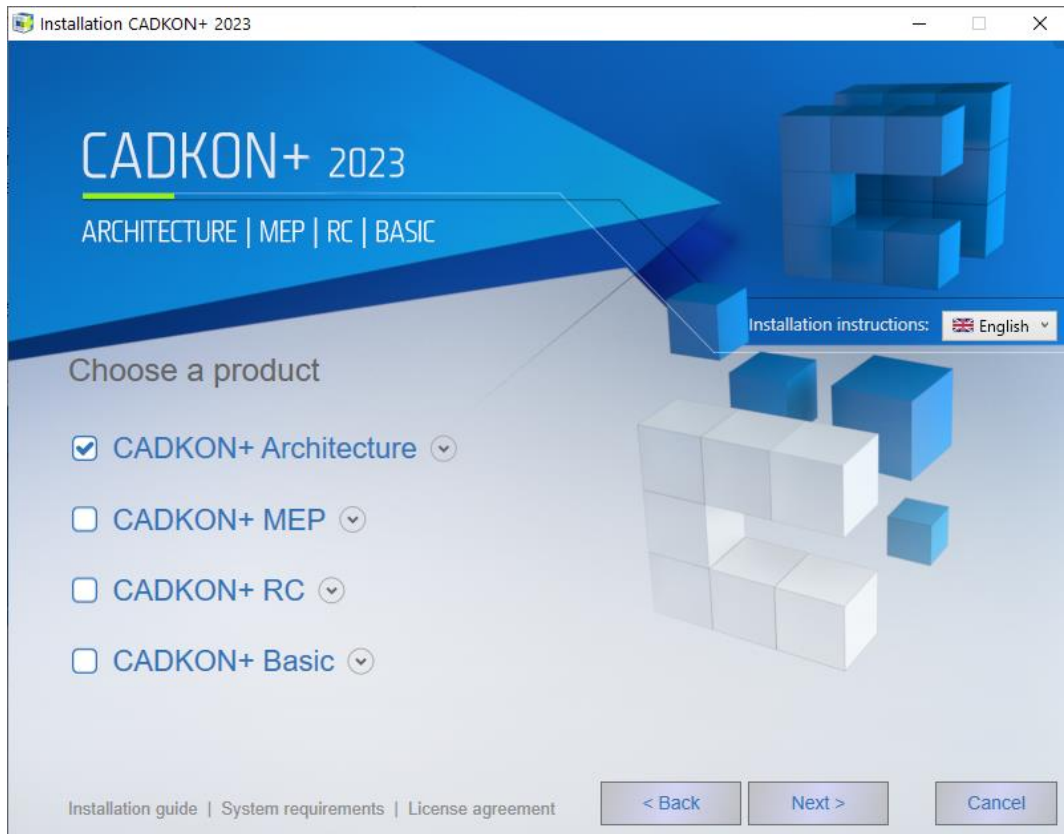 Installation CADKON+ 2023
CADKON+ 2023
ARCHITECTURE | MEP | RC | BASIC
Installation instructions: English
Choose a product
CADKON+ Architecture
CADKON+ MEP
CADKON+ RC
CADKON+ Basic
Installation guide | System requirements | License agreement
< Back Next > Cancel